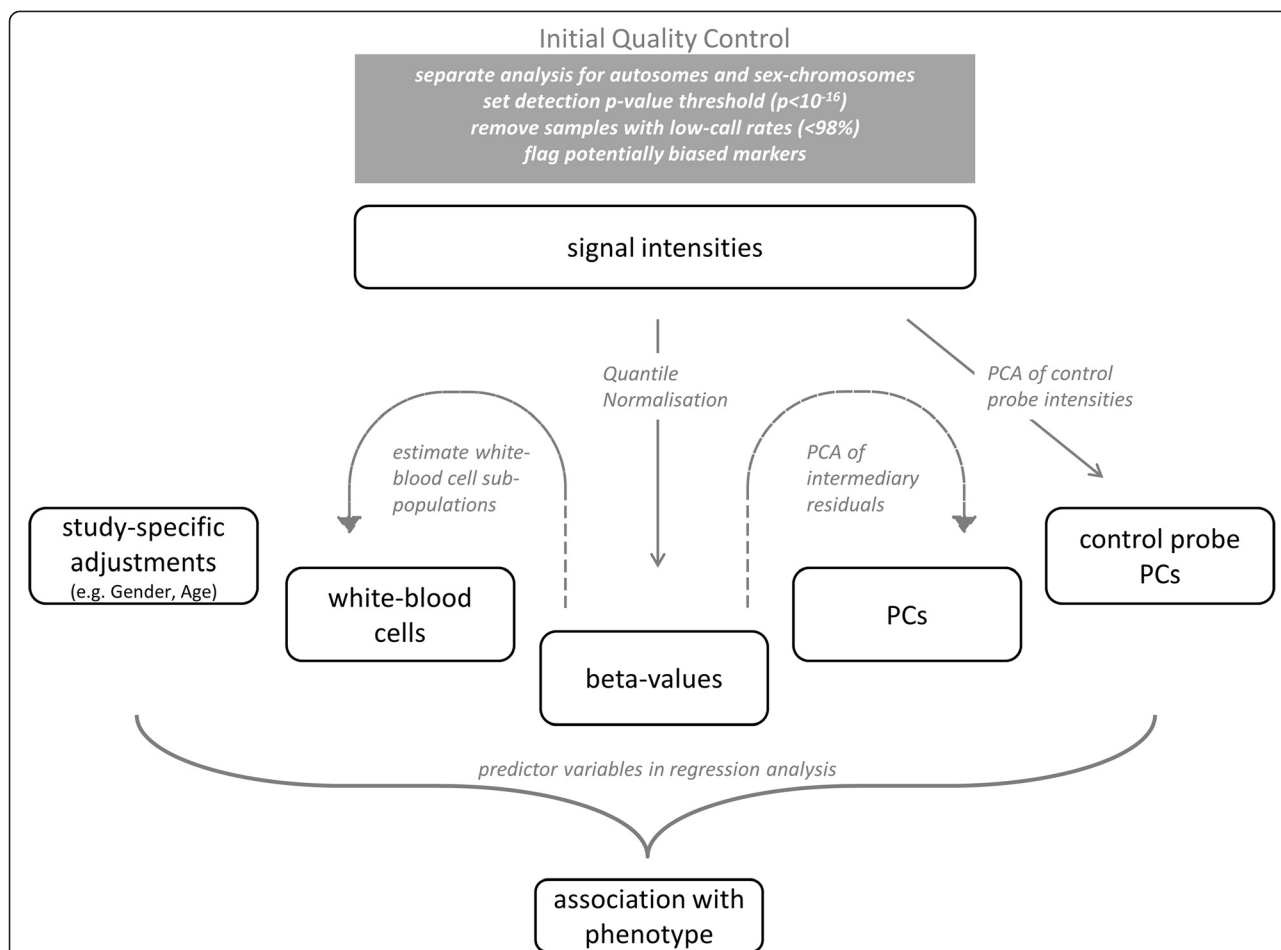 Initial Quality Control
separate analysis for autosomes and sex-chromosomes
set detection p-value threshold (p<10⁻¹⁶)
remove samples with low-call rates (<98%)
flag potentially biased markers
signal intensities
Quantile
Normalisation
PCA of control
probe intensities
estimate white-
blood cell sub-
populations
PCA of
intermediary
residuals
study-specific
adjustments
(e.g. Gender, Age)
white-blood
cells
beta-values
PCs
control probe
PCs
predictor variables in regression analysis
association with
phenotype